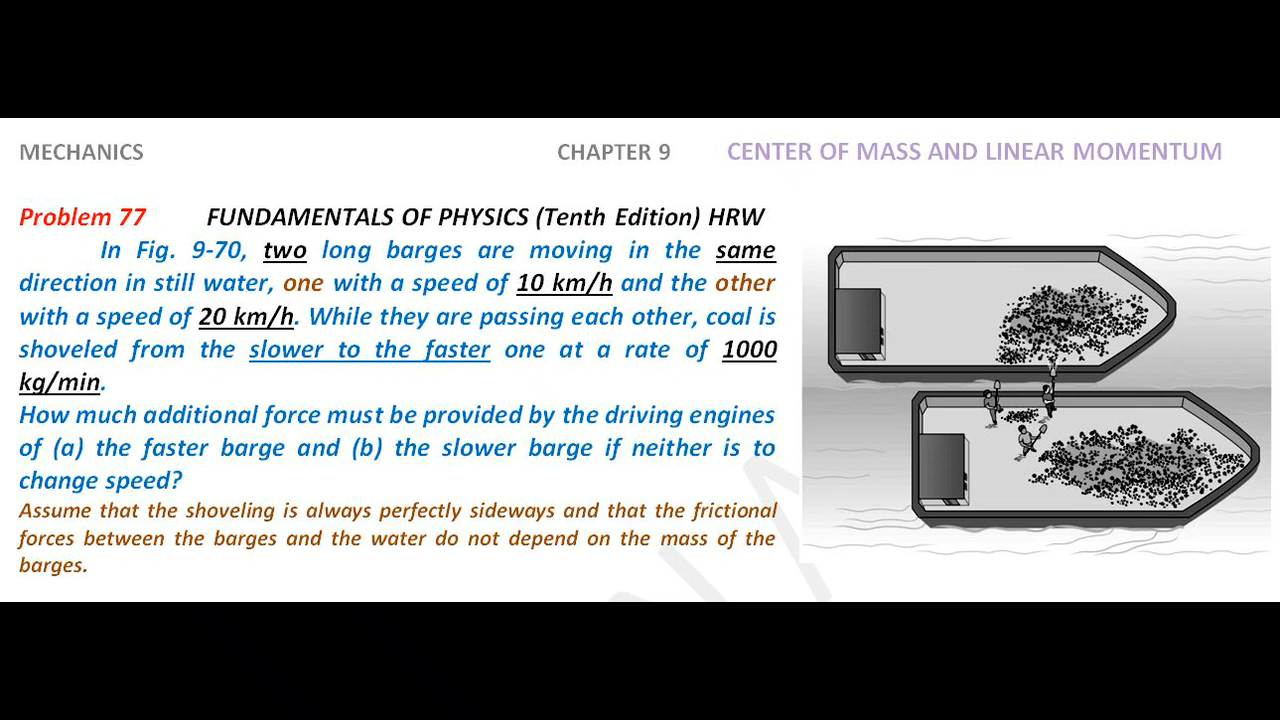 MECHANICS CHAPTER 9 CENTER OF MASS AND LINEAR MOMENTUM
Problem 77 FUNDAMENTALS OF PHYSICS (Tenth Edition) HRW
In Fig. 9-70, two long barges are moving in the same
direction in still water, one with a speed of 10 km/h and the other
with a speed of 20 km/h. While they are passing each other, coal is
shoveled from the slower to the faster one at a rate of 1000
kg/min.
How much additional force must be provided by the driving engines
of (a) the faster barge and (b) the slower barge if neither is to
change speed?
Assume that the shoveling is always perfectly sideways and that the frictional
forces between the barges and the water do not depend on the mass of the
barges.